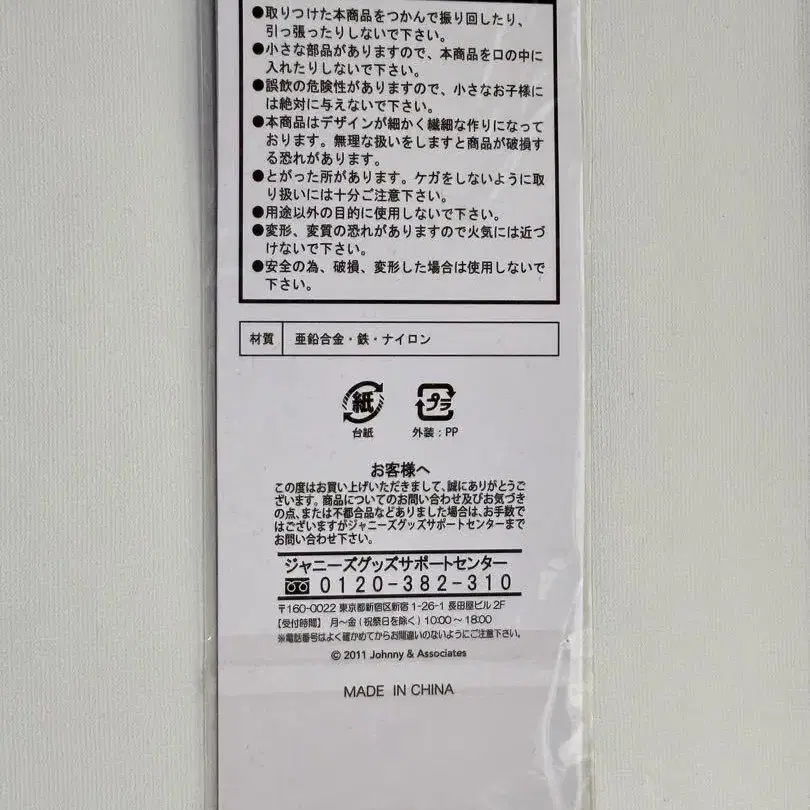 ●取りつけた本商品をつかんで振り回したり、
引っ張ったりしないで下さい。
●小さな部品がありますので、本商品を口の中に
入れたりしないで下さい。
●誤飲の危険性がありますので、小さなお子様に
は絶対に与えないで下さい。
●本商品はデザインが細かく繊細な作りになって
おります。無理な扱いをしますと商品が破損す
る恐れがあります。
●とがった所があります。ケガをしないように取
り扱いには十分ご注意下さい。
●用途以外の目的に使用しないで下さい。
●変形、変質の恐れがありますので火気には近づ
けないで下さい。
●安全の為、破損、変形した場合は使用しないで
下さい。
材質 亜鉛合金・鉄・ナイロン
紙 プラ
台紙 外装:PP
お客様へ
この度はお買い上げいただきまして、誠にありがとうご
ざいます。商品についてのお問い合わせ及びお気づき
の点、または不都合品などありました場合は、お手数で
はございますがジャニーズグッズサポートセンターまで
お問い合わせ下さい。
ジャニーズグッズサポートセンター
0120-382-310
〒160-0022 東京都新宿区新宿1-26-1 長田屋ビル2F
【受付時間】 月〜金(祝祭日を除く)10:00〜18:00
※電話番号はよく確かめてからお間違いのないようにご注意下さい。
© 2011 Johnny & Associates
MADE IN CHINA